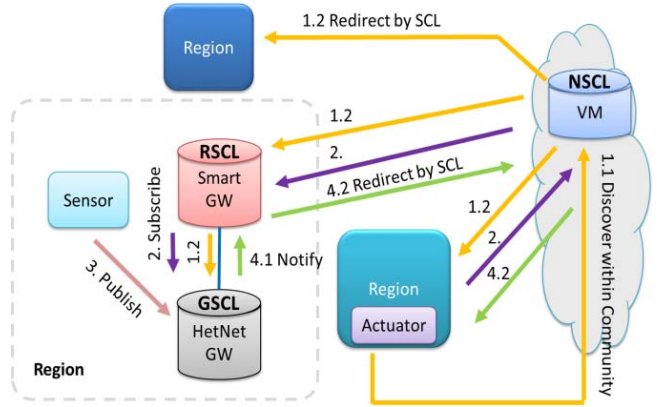 1.2 Redirect by SCL
Region
NSCL
VM
1.2
RSCL
Smart
GW
2.
4.2 Redirect by SCL
Sensor
2. Subscribe
1.2
4.1 Notify
3. Publish
GSCL
HetNet
GW
Region
1.2
2.
4.2
Region
Actuator
1.1 Discover within Community